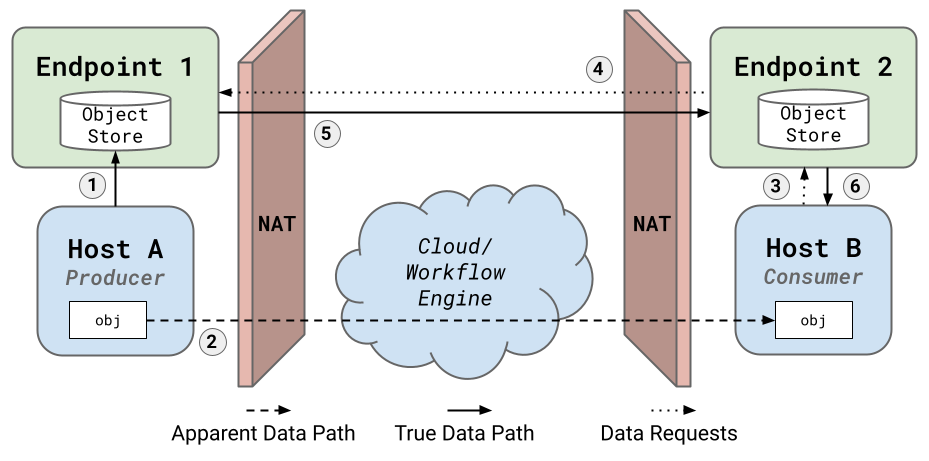 Endpoint 1
Object
Store
Endpoint 2
Object
Store
4
5
1
3
6
NAT
NAT
Host A
Producer
obj
Cloud/
Workflow
Engine
Host B
Consumer
obj
2
Apparent Data Path
True Data Path
Data Requests